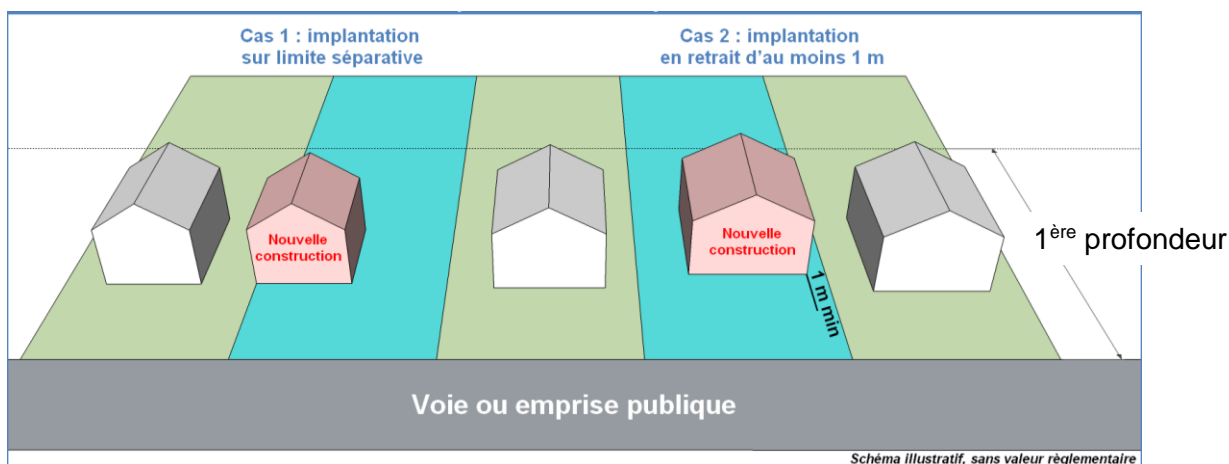 Cas 1 : implantation
sur limite séparative
Cas 2 : implantation
en retrait d'au moins 1 m
1ère profondeur
Nouvelle
construction
Nouvelle
construction
1 m min
Voie ou emprise publique
Schéma illustratif, sans valeur règlementaire